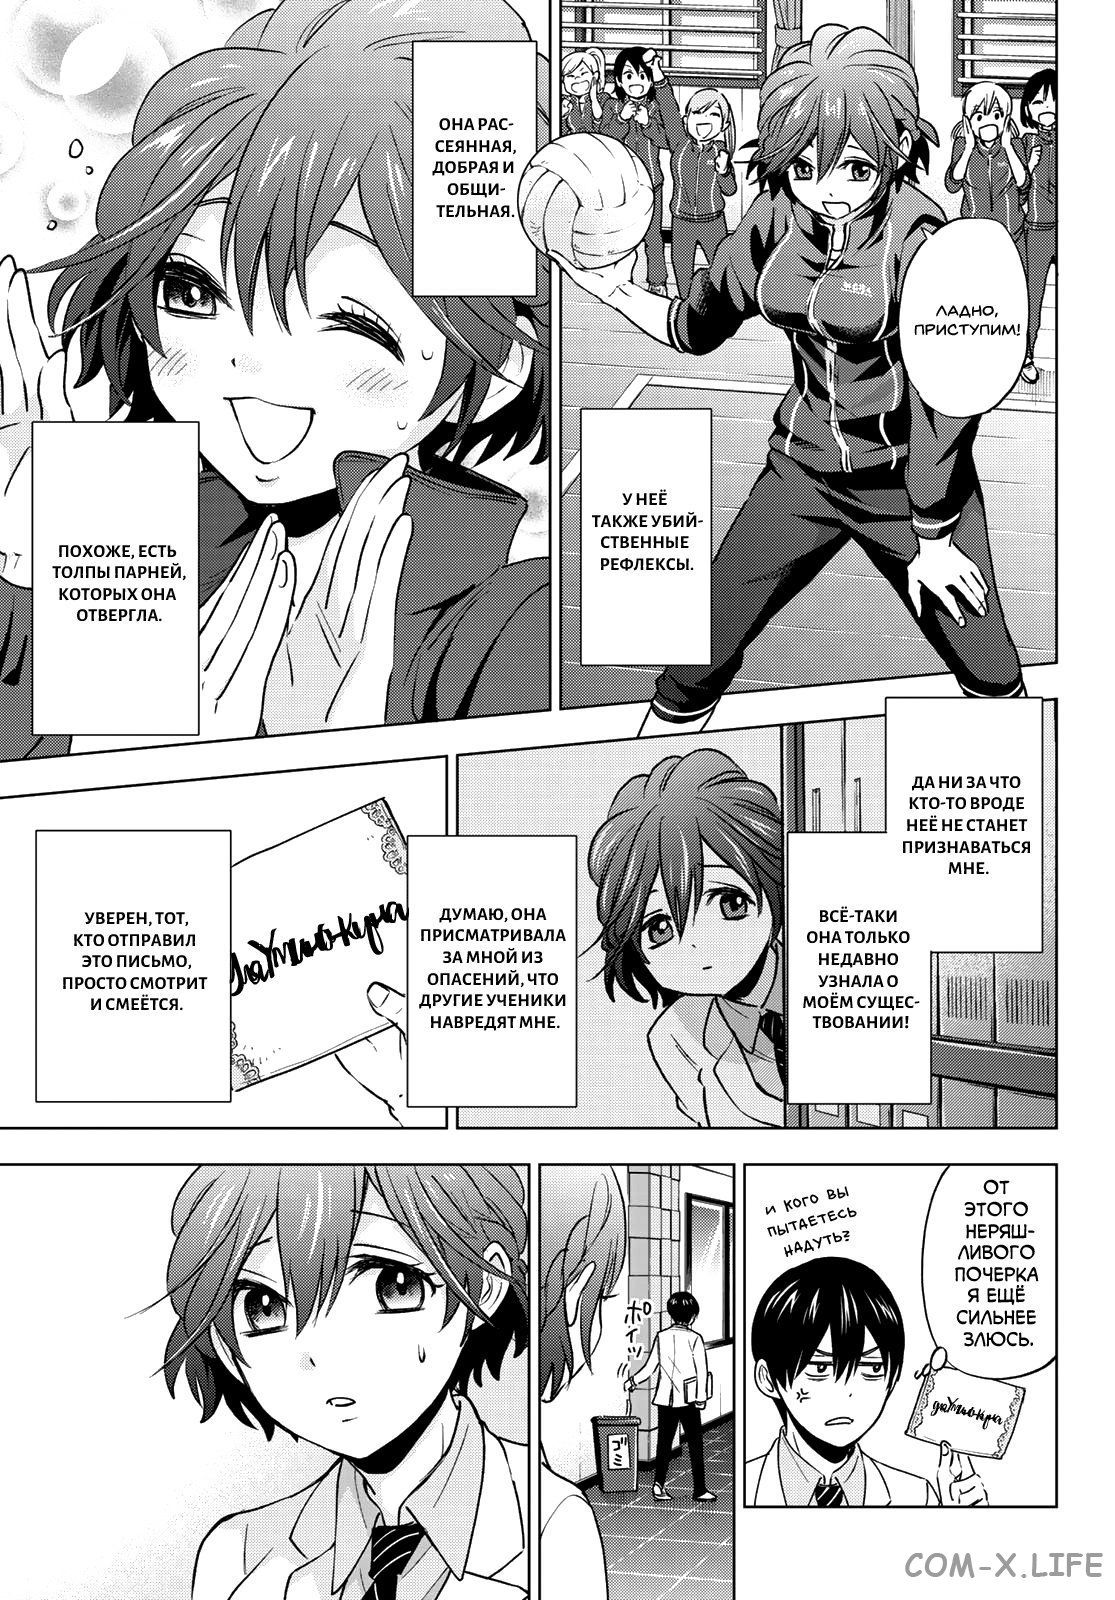 ЛАДНО,
ПРИСТУПИМ!
У НЕЁ
ТАКЖЕ УБИЙ-
СТВЕННЫЕ
РЕФЛЕКСЫ.
ОНА РАС-
СЕЯННАЯ,
ДОБРАЯ И
ОБЩИ-
ТЕЛЬНАЯ.
ПОХОЖЕ, ЕСТЬ
ТОЛПЫ ПАРНЕЙ,
КОТОРЫХ ОНА
ОТВЕРГЛА.
ДА НИ ЗА ЧТО
КТО-ТО ВРОДЕ
НЕЁ НЕ СТАНЕТ
ПРИЗНАВАТЬСЯ
МНЕ.
ВСЁ-ТАКИ
ОНА ТОЛЬКО
НЕДАВНО
УЗНАЛА О
МОЁМ СУЩЕС-
ТВОВАНИИ!
ДУМАЮ, ОНА
ПРИСМАТРИВАЛА
ЗА МНОЙ ИЗ
ОПАСЕНИЙ, ЧТО
ДРУГИЕ УЧЕНИКИ
НАВРЕДЯТ МНЕ.
УВЕРЕН, ТОТ,
КТО ОТПРАВИЛ
ЭТО ПИСЬМО,
ПРОСТО СМОТРИТ
И СМЕЁТСЯ.
ОТ
ЭТОГО
НЕРЯШ-
ЛИВОГО
ПОЧЕРКА
Я ЕЩЁ
СИЛЬНЕЕ
ЗЛЮСЬ.
И КОГО ВЫ
ПЫТАЕТЕСЬ
НАДУТЬ?
ポイッ
ゴミ
COM-X.LIFE